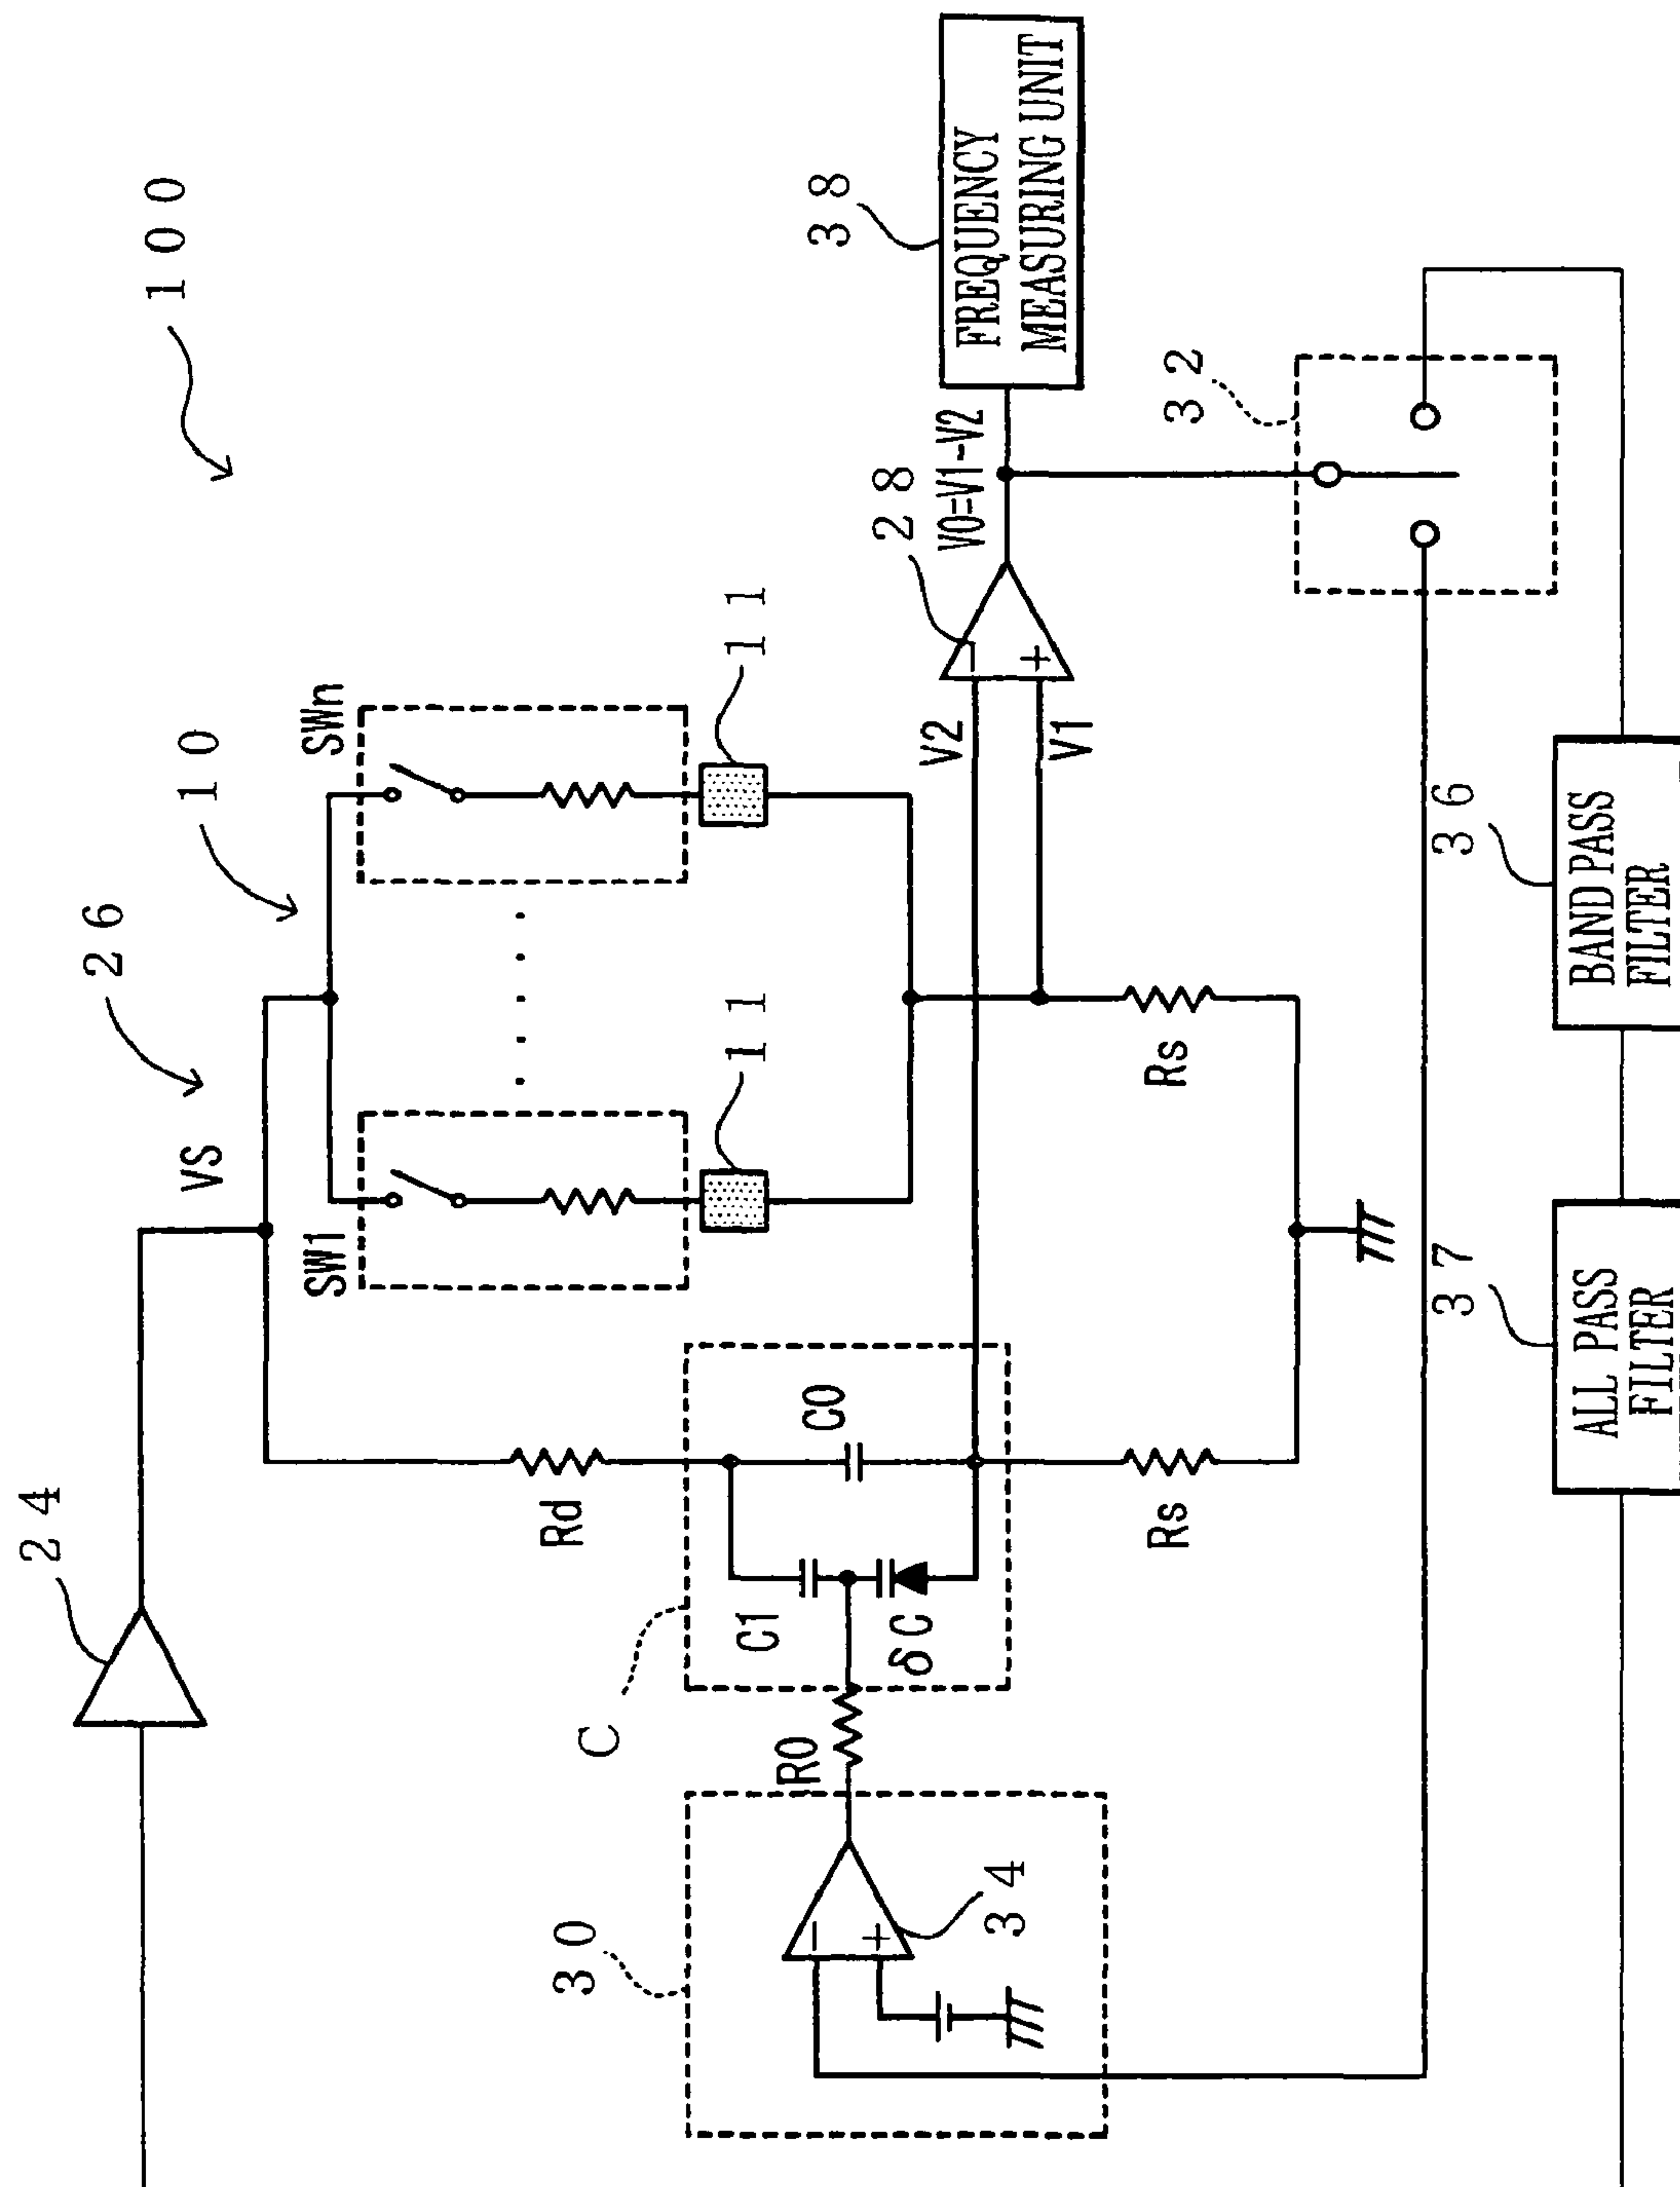 100
24
26
VS
10
SW1
SWn
11
11
Rd
C
C1
C0
δC
R0
30
34
V2
V1
28
V0=V1-V2
38
FREQUENCY
MEASURING UNIT
Rs
Rs
32
37
ALL PASS
FILTER
36
BAND PASS
FILTER